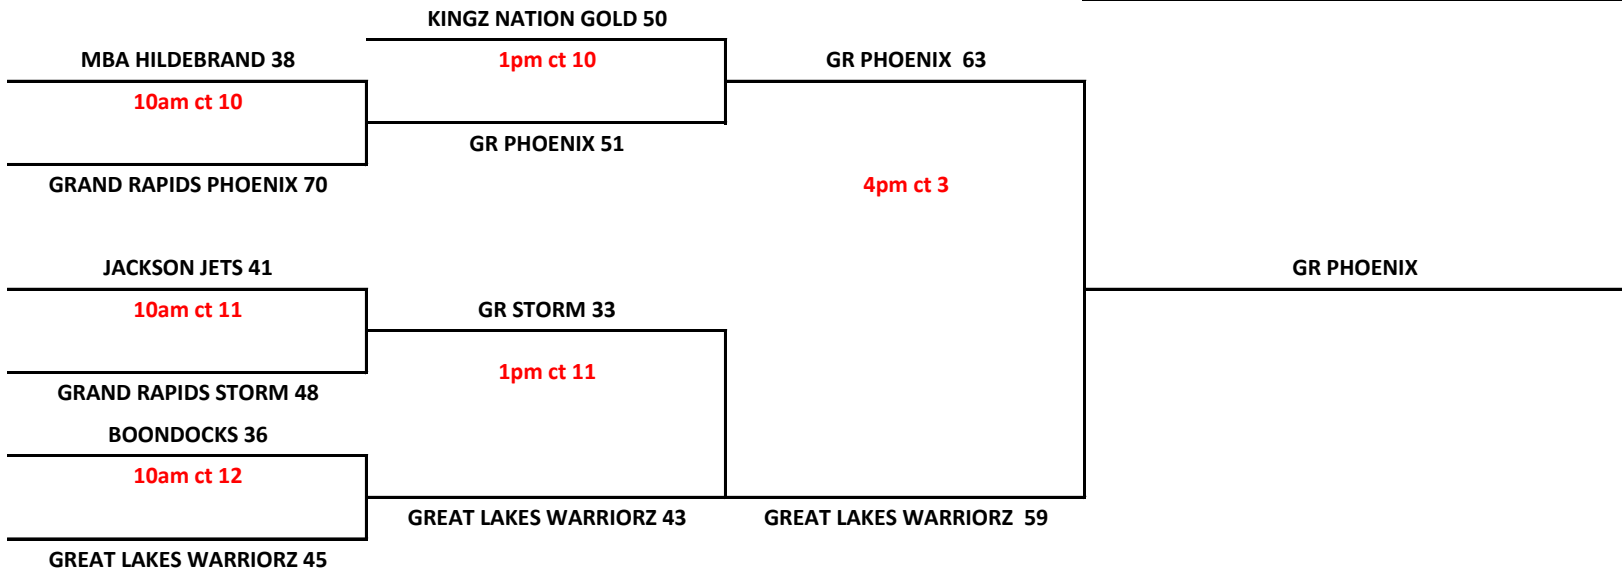 KINGZ NATION GOLD 50
MBA HILDEBRAND 38
1pm ct 10
GR PHOENIX  63
10am ct 10
GR PHOENIX 51
GRAND RAPIDS PHOENIX 70
4pm ct 3
JACKSON JETS 41
GR PHOENIX
10am ct 11
GR STORM 33
1pm ct 11
GRAND RAPIDS STORM 48
BOONDOCKS 36
10am ct 12
GREAT LAKES WARRIORZ 43
GREAT LAKES WARRIORZ  59
GREAT LAKES WARRIORZ 45